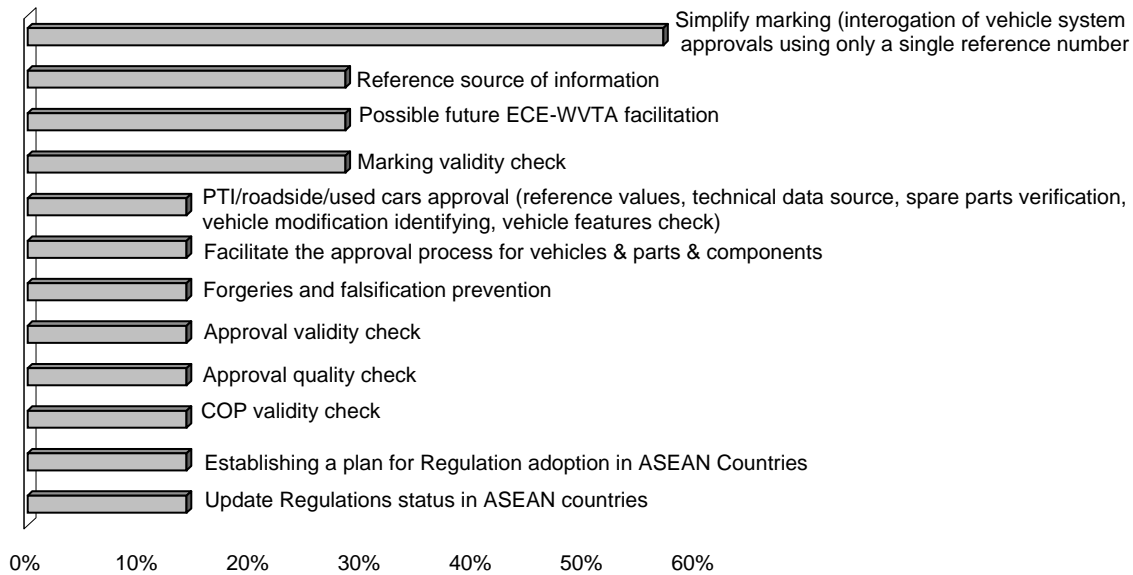 Simplify marking (interogation of vehicle system
approvals using only a single reference number
Reference source of information
Possible future ECE-WVTA facilitation
Marking validity check
PTI/roadside/used cars approval (reference values, technical data source, spare parts verification,
vehicle modification identifying, vehicle features check)
Facilitate the approval process for vehicles & parts & components
Forgeries and falsification prevention
Approval validity check
Approval quality check
COP validity check
Establishing a plan for Regulation adoption in ASEAN Countries
Update Regulations status in ASEAN countries
0% 10% 20% 30% 40% 50% 60%